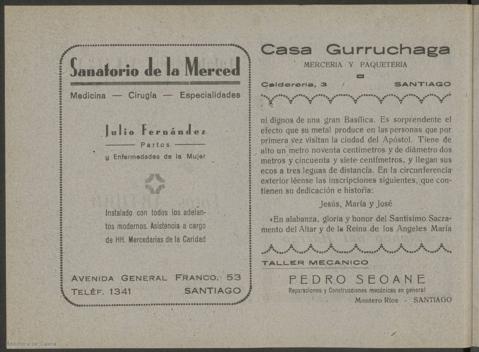 Sanatorio de la Merced
Medicina — Cirugía — Especialidades
Julio Fernández
Partos
y Enfermedades de la Mujer
Instalado con todos los adelan-
tos modernos. Asistencia a cargo
de HH. Mercedarias de la Caridad
AVENIDA GENERAL FRANCO, 53
TELÉF. 1341 SANTIAGO
Casa Gurruchaga
MERCERIA Y PAQUETERIA
Calderería, 3 SANTIAGO
ni dignos de una gran Basílica. Es sorprendente el
efecto que su metal produce en las personas que por
primera vez visitan la ciudad del Apóstol. Tiene de
alto un metro noventa centímetros y de diámetro dos
metros y cincuenta y siete centímetros, y llegan sus
ecos a tres leguas de distancia. En la circunferencia
exterior léense las inscripciones siguientes, que con-
tienen su dedicación e historia:
Jesús, María y José
«En alabanza, gloria y honor del Santísimo Sacra-
mento del Altar y de la Reina de los Angeles María
TALLER MECANICO
PEDRO SEOANE
Reparaciones y Construcciones mecánicas en general
Montero Ríos - SANTIAGO